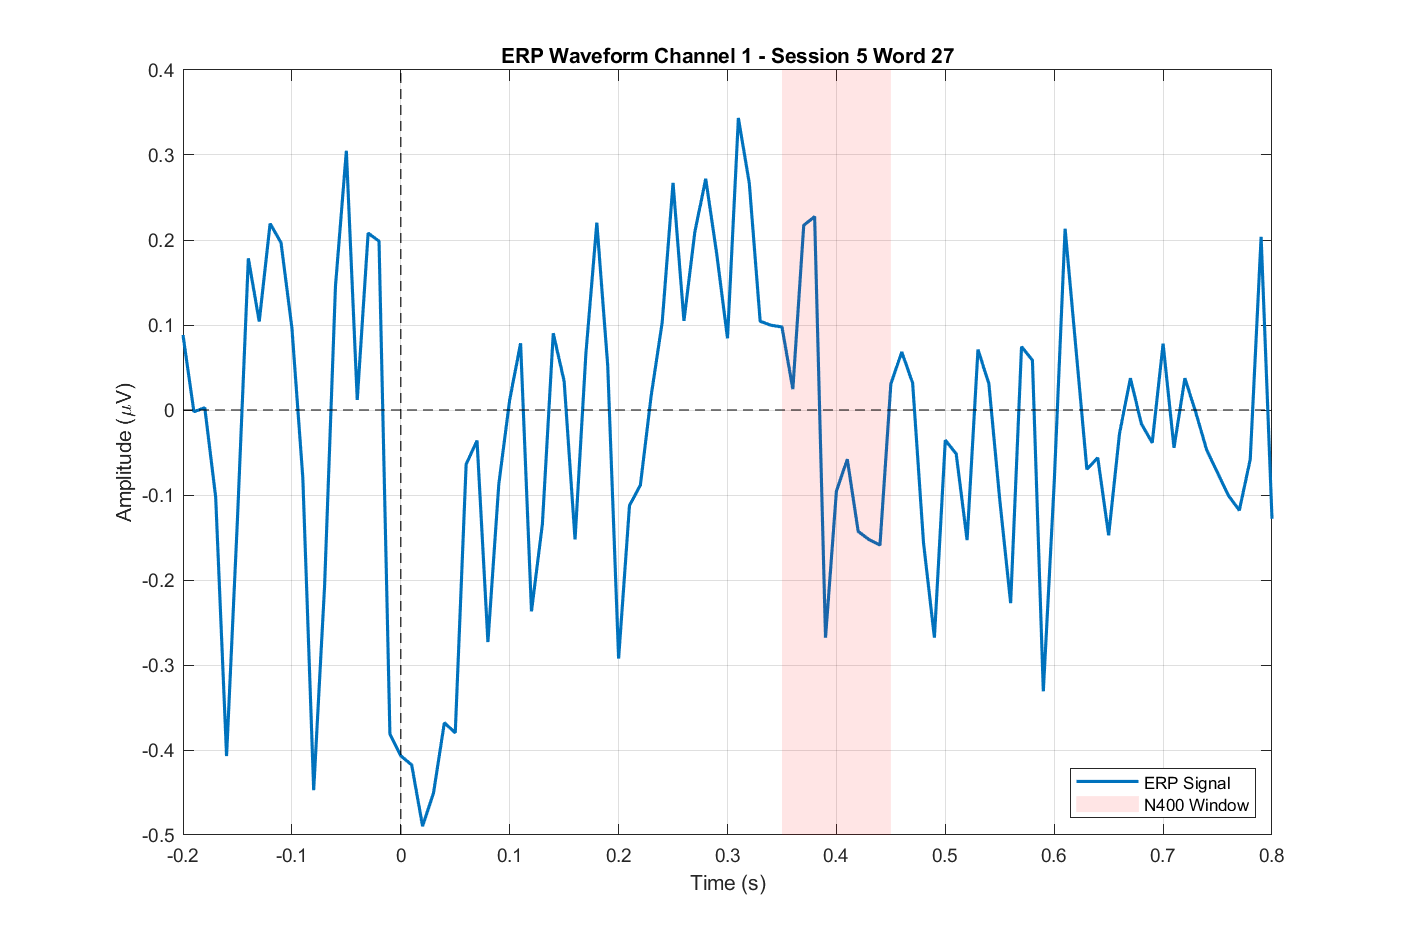 ERP Waveform Channel 1 - Session 5 Word 27
0.4
0.3
0.2
0.1
0
-0.1
-0.2
-0.3
-0.4
-0.5
Amplitude (μV)
-0.2 -0.1 0 0.1 0.2 0.3 0.4 0.5 0.6 0.7 0.8
Time (s)
ERP Signal
N400 Window